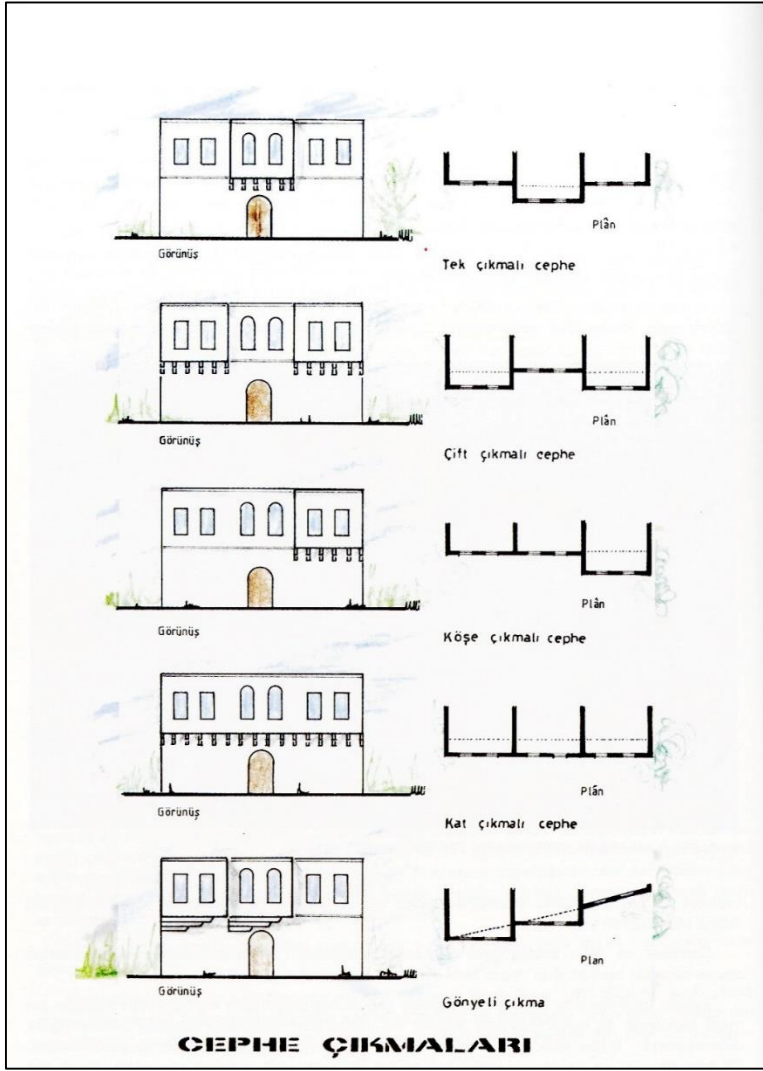 Görünüş
Plân
Tek çıkmalı cephe
Görünüş
Plân
Çift çıkmalı cephe
Görünüş
Plân
Köşe çıkmalı cephe
Görünüş
Plân
Kat çıkmalı cephe
Görünüş
Plan
Gönyeli çıkma
CEPHE ÇIKMALARI